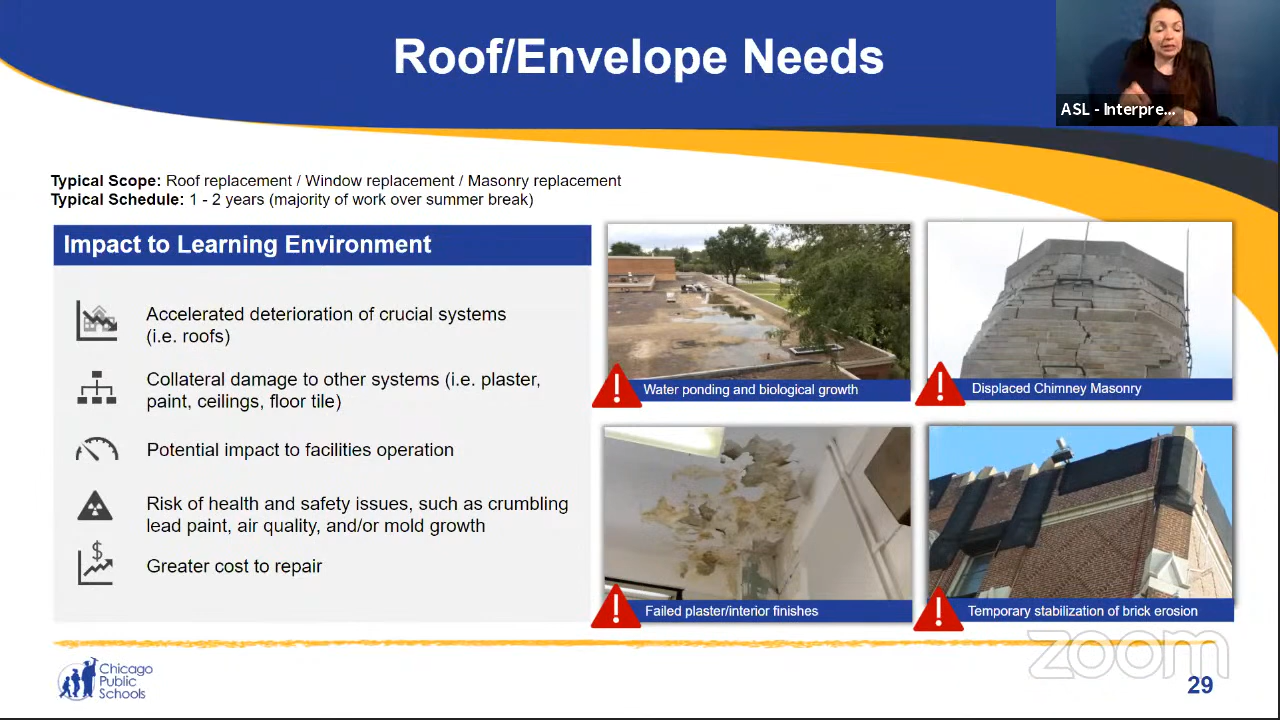 Roof/Envelope Needs
ASL - Interpre...
Typical Scope: Roof replacement / Window replacement / Masonry replacement
Typical Schedule: 1 - 2 years (majority of work over summer break)
Impact to Learning Environment
Accelerated deterioration of crucial systems
(i.e. roofs)
Collateral damage to other systems (i.e. plaster,
paint, ceilings, floor tile)
Potential impact to facilities operation
Risk of health and safety issues, such as crumbling
lead paint, air quality, and/or mold growth
$
Greater cost to repair
! Water ponding and biological growth
! Displaced Chimney Masonry
! Failed plaster/interior finishes
! Temporary stabilization of brick erosion
Chicago
Public
Schools
zoom
29